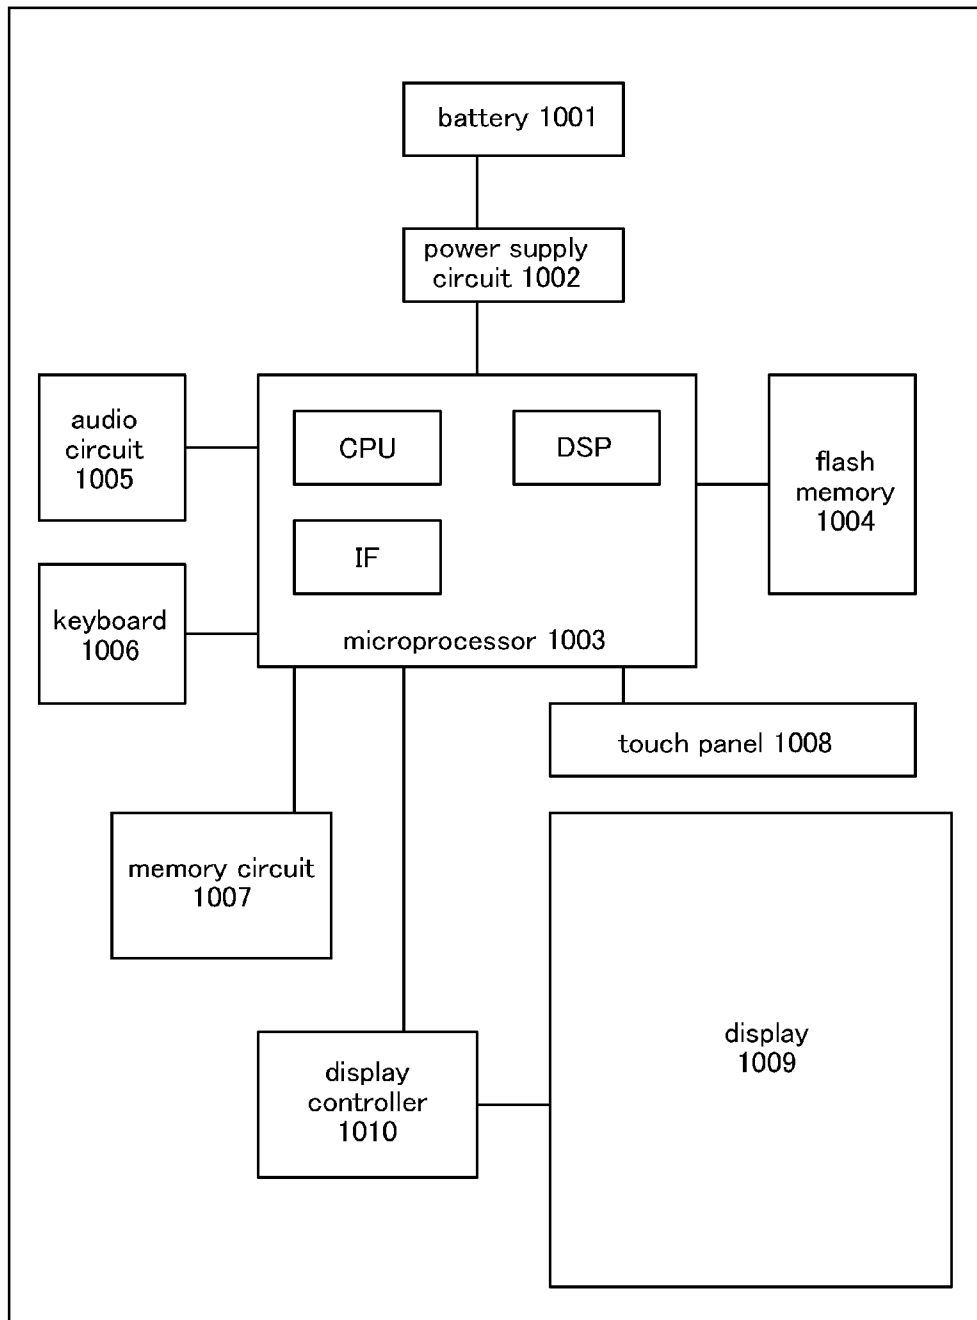 battery 1001
power supply
circuit 1002
audio
circuit
1005
CPU
DSP
flash
memory
1004
IF
keyboard
1006
microprocessor 1003
touch panel 1008
memory circuit
1007
display
1009
display
controller
1010